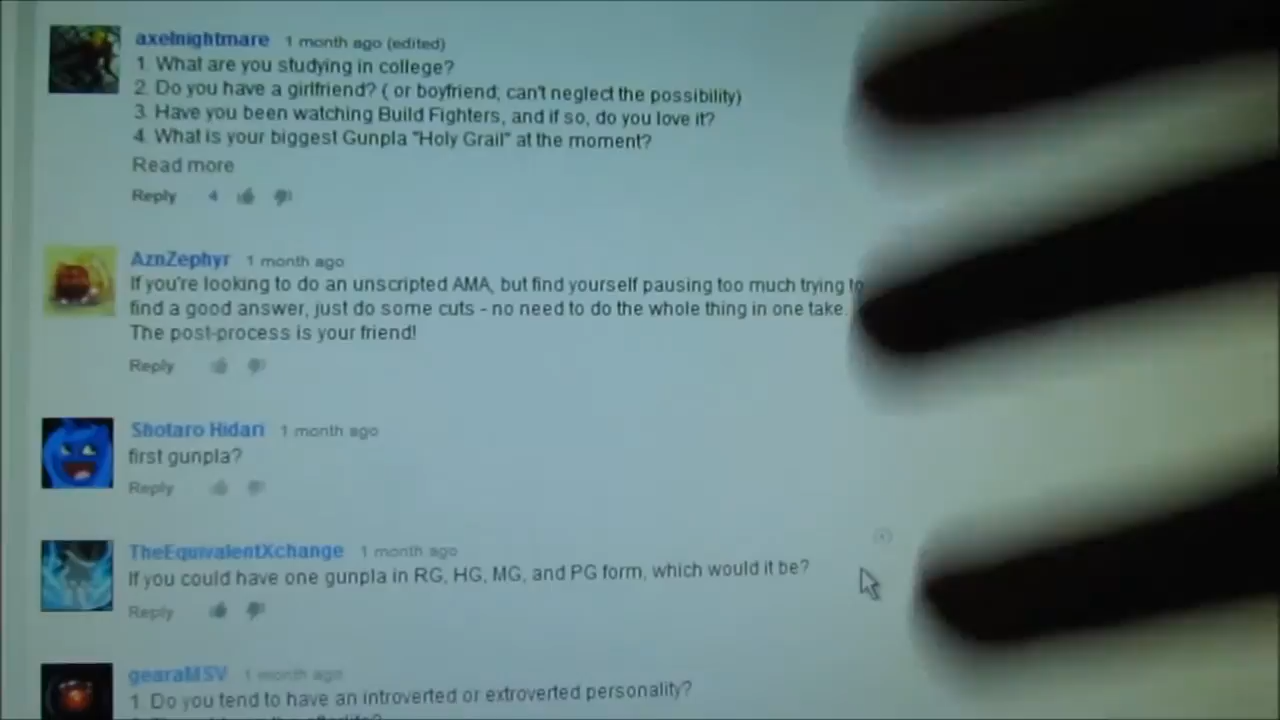 axelnightmare 1 month ago (edited)
1. What are you studying in college?
2. Do you have a girlfriend? ( or boyfriend; can't neglect the possibility)
3. Have you been watching Build Fighters, and if so, do you love it?
4. What is your biggest Gunpla "Holy Grail" at the moment?
Read more
Reply 4
AznZephyr 1 month ago
If you're looking to do an unscripted AMA, but find yourself pausing too much trying to
find a good answer, just do some cuts - no need to do the whole thing in one take.
The post-process is your friend!
Reply
Shotaro Hidari 1 month ago
first gunpla?
Reply
TheEquivalentXchange 1 month ago
If you could have one gunpla in RG, HG, MG, and PG form, which would it be?
Reply
gearaMSV 1 month ago
1. Do you tend to have an introverted or extroverted personality?